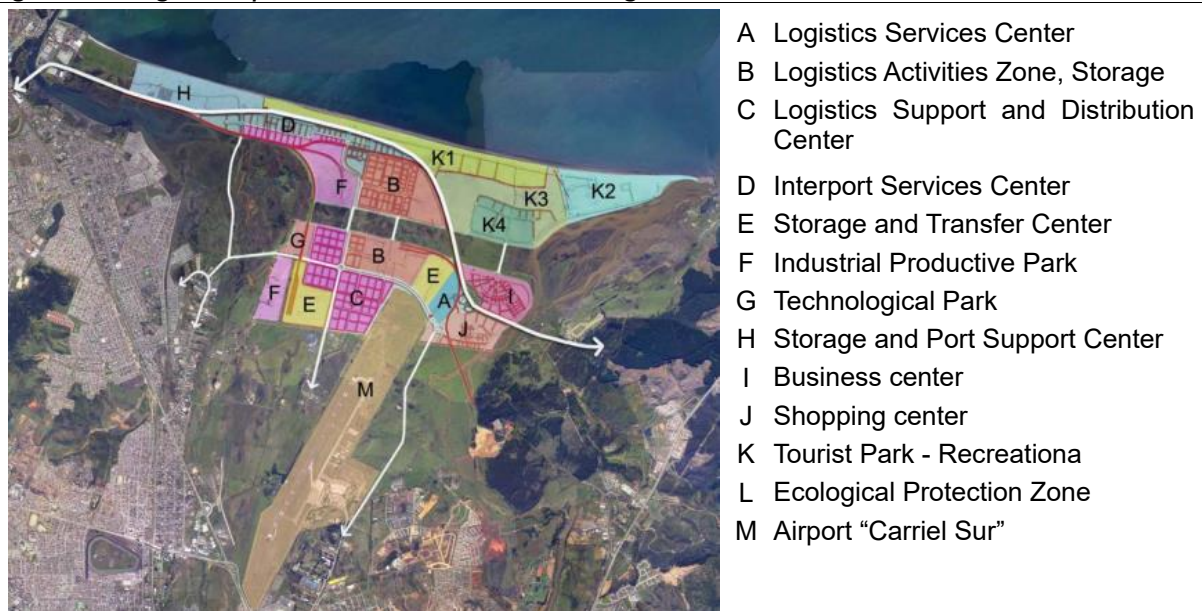 A Logistics Services Center
B Logistics Activities Zone, Storage
C Logistics Support and Distribution
Center
D Interport Services Center
E Storage and Transfer Center
F Industrial Productive Park
G Technological Park
H Storage and Port Support Center
I Business center
J Shopping center
K Tourist Park - Recreationa
L Ecological Protection Zone
M Airport “Carriel Sur”
H
D
K1
F
B
K3
K2
K4
G
B
E
F
E
C
A
I
J
M